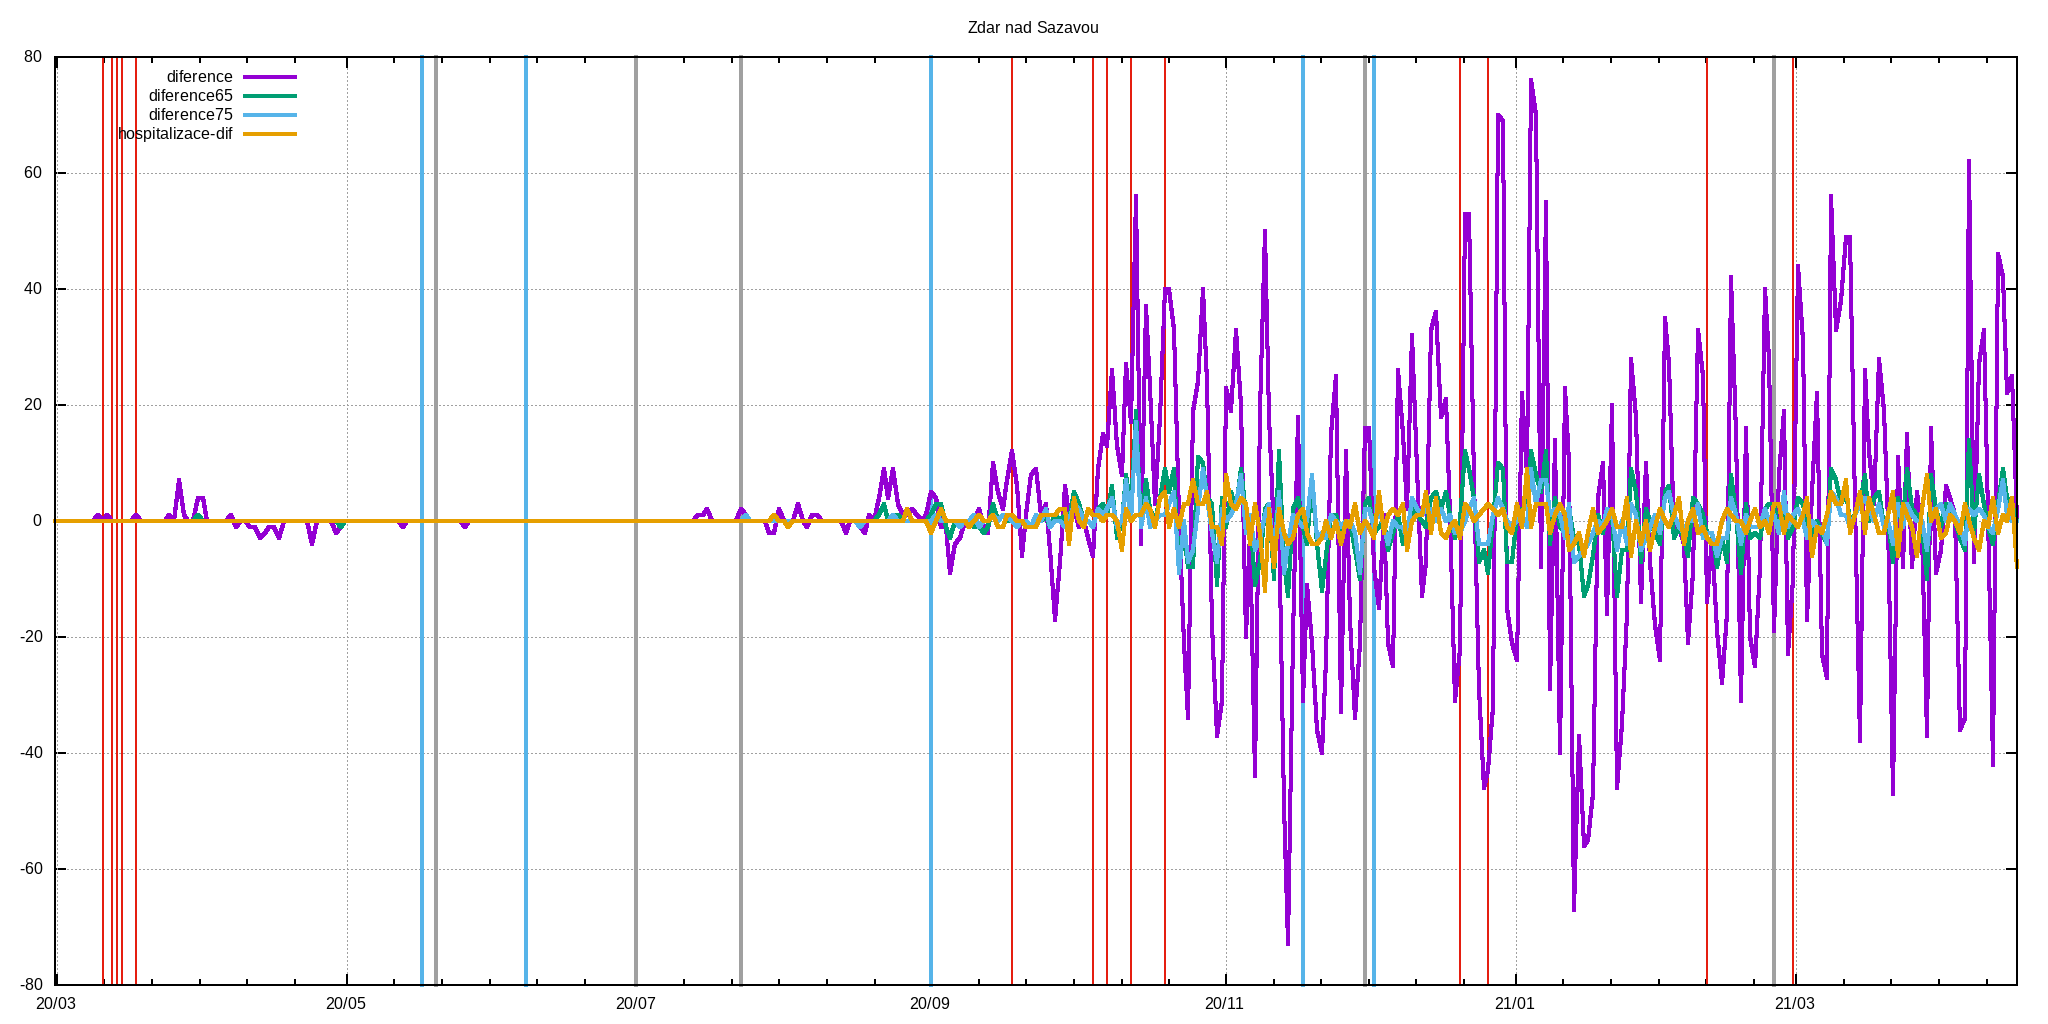 Zdar nad Sazavou
80
60
40
20
0
-20
-40
-60
-80
diference
diference65
diference75
hospitalizace-dif
20/03 20/05 20/07 20/09 20/11 21/01 21/03